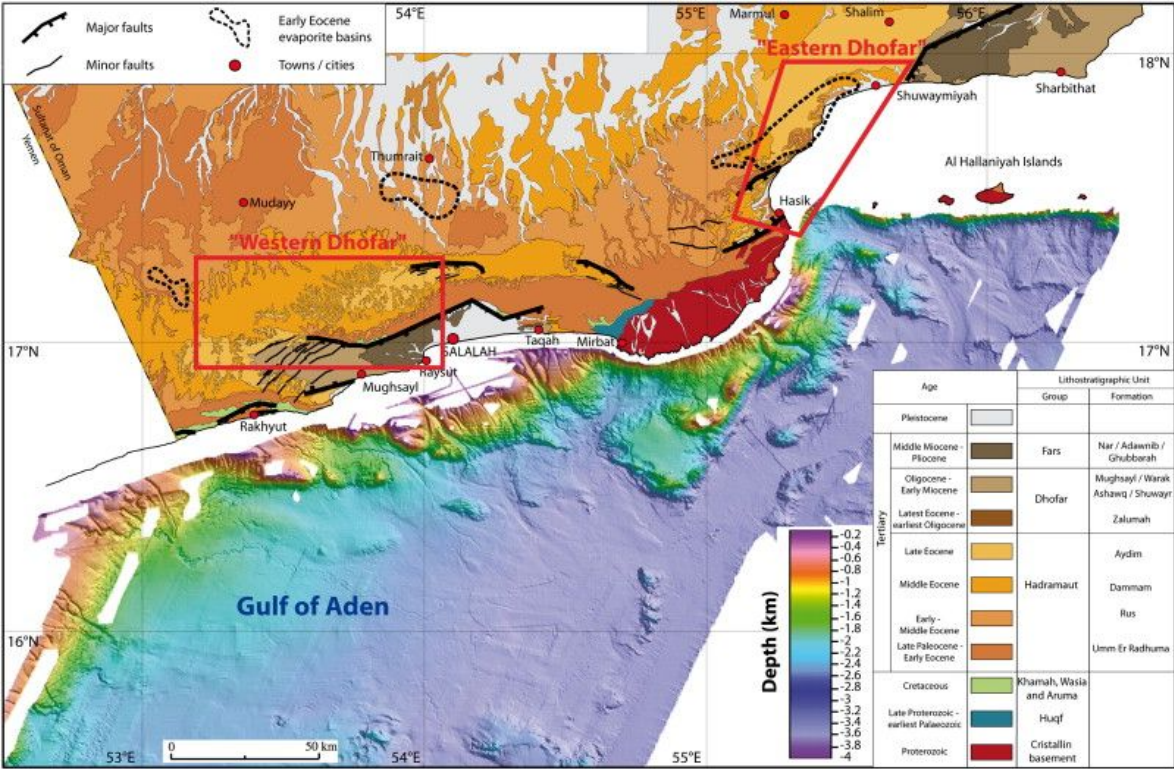 54°E
55°E
56°E
Major faults
Minor faults
Early Eocene
evaporite basins
Towns / cities
Marmul
Shalim
"Eastern Dhofar"
18°N
Shuwaymiyah
Sharbithat
Sultanat of Oman
Yemen
Thumrait
Al Hallaniyah Islands
Mudayy
Hasik
"Western Dhofar"
17°N
SALALAH
Taqah
Mirbat
17°N
Raysut
Mughsayl
Rakhyut
Gulf of Aden
16°N
53°E
54°E
55°E
0
50 km
Depth (km)
-0.2
-0.4
-0.6
-0.8
-1
-1.4
-1.6
-1.8
-2
-2.2
-2.4
-2.6
-2.8
-3
-3.2
-3.4
-3.6
-3.8
-4
Age
Lithostratigraphic Unit
Group
Formation
Pleistocene
Tertiary
Middle Miocene -
Pliocene
Fars
Nar / Adawnib /
Ghubbarah
Oligocene -
Early Miocene
Dhofar
Mughsayl / Warak
Ashawq / Shuwayr
Latest Eocene -
earliest Oligocene
Zalumah
Late Eocene
Aydim
Middle Eocene
Hadramaut
Dammam
Early -
Middle Eocene
Rus
Late Paleocene -
Early Eocene
Umm Er Radhuma
Cretaceous
Khamah, Wasia
and Aruma
Late Proterozoic -
earliest Palaeozoic
Huqf
Proterozoic
Cristallin
basement